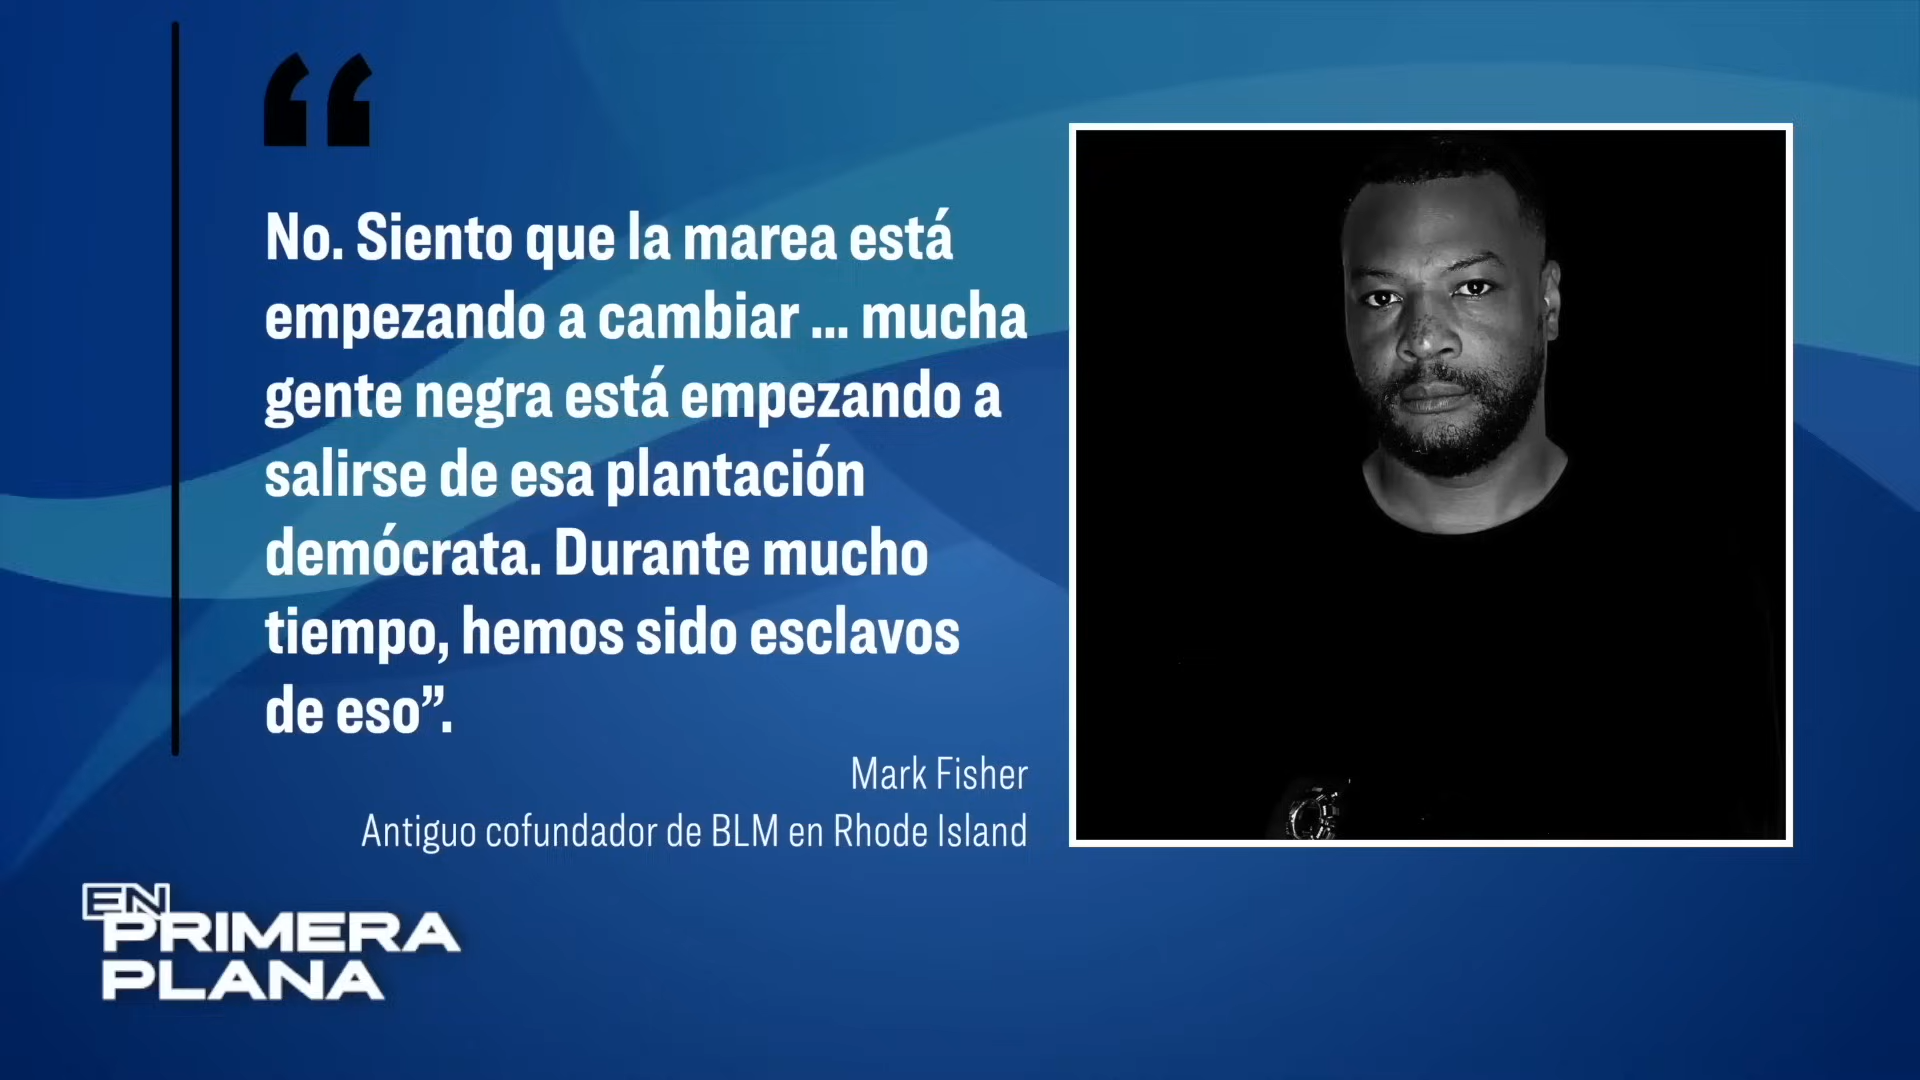 “
No. Siento que la marea está
empezando a cambiar ... mucha
gente negra está empezando a
salirse de esa plantación
demócrata. Durante mucho
tiempo, hemos sido esclavos
de eso”.
Mark Fisher
Antiguo cofundador de BLM en Rhode Island
EN
PRIMERA
PLANA